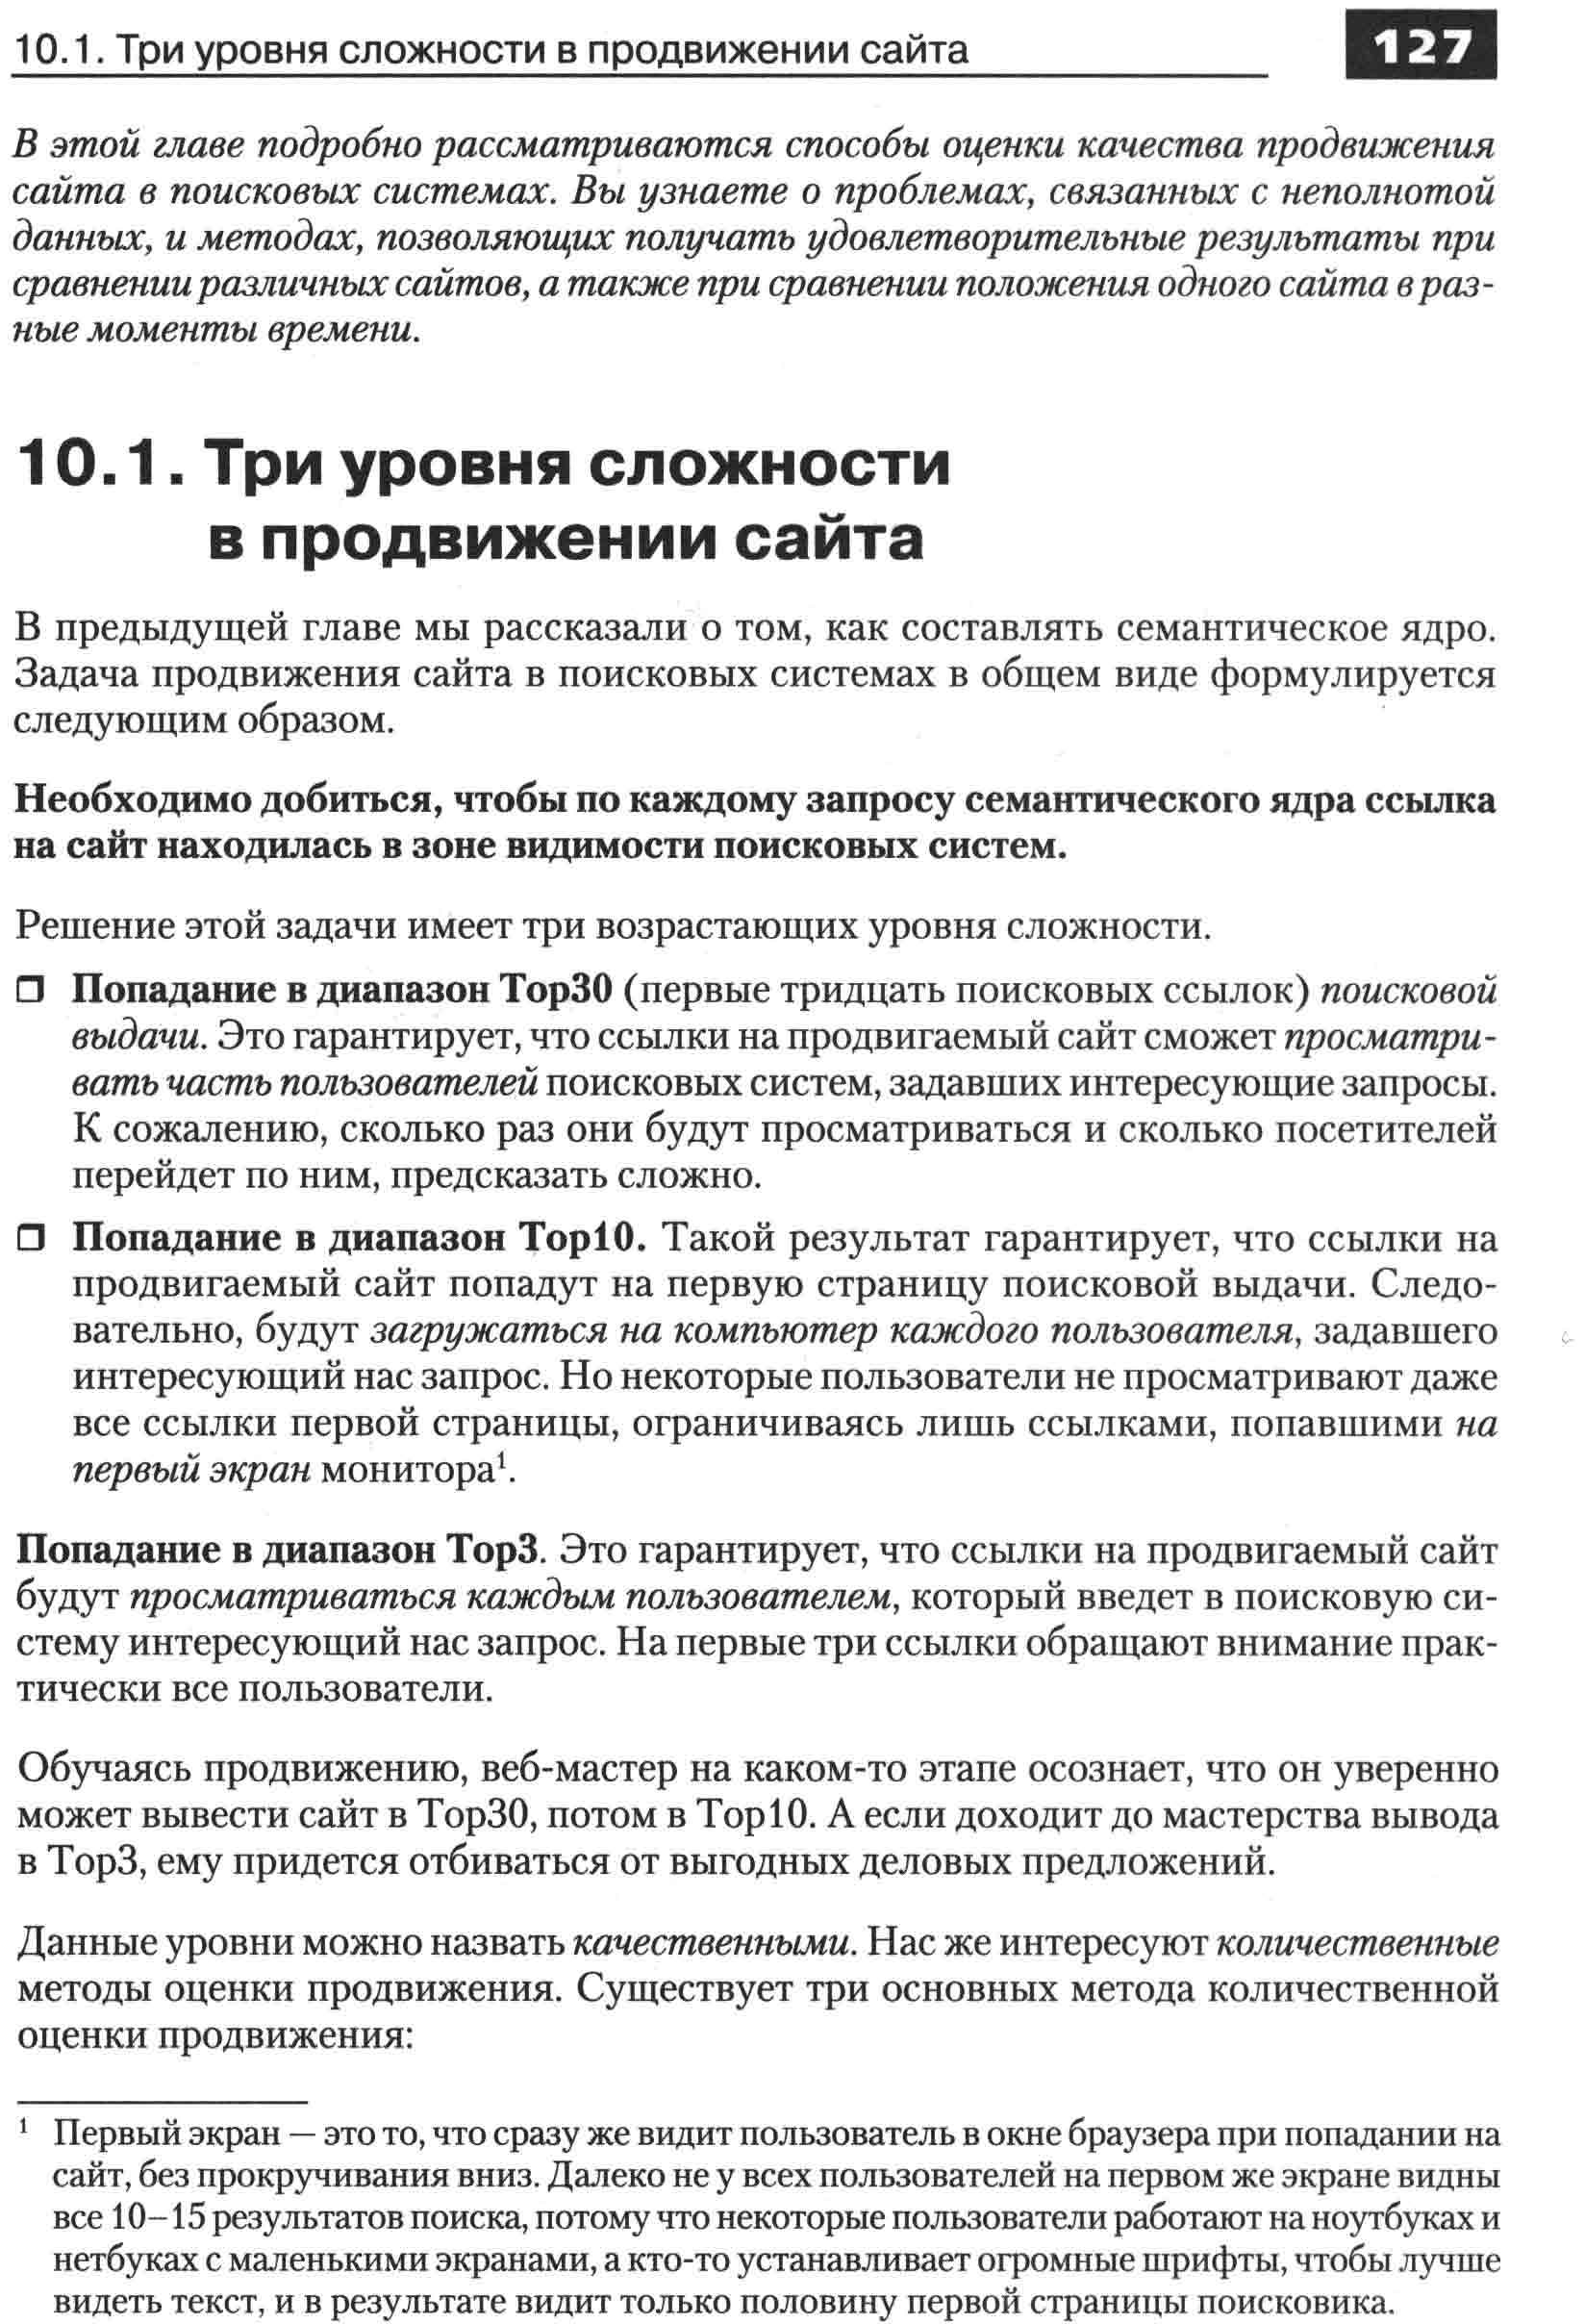 10.1. Три уровня сложности в продвижении сайта 127
В этой главе подробно рассматриваются способы оценки качества продвижения
сайта в поисковых системах. Вы узнаете о проблемах, связанных с неполнотой
данных, и методах, позволяющих получать удовлетворительные результаты при
сравнении различных сайтов, а также при сравнении положения одного сайта в раз-
ные моменты времени.
10.1. Три уровня сложности
в продвижении сайта
В предыдущей главе мы рассказали о том, как составлять семантическое ядро.
Задача продвижения сайта в поисковых системах в общем виде формулируется
следующим образом.
Необходимо добиться, чтобы по каждому запросу семантического ядра ссылка
на сайт находилась в зоне видимости поисковых систем.
Решение этой задачи имеет три возрастающих уровня сложности.
❒ Попадание в диапазон Top30 (первые тридцать поисковых ссылок) поисковой
выдачи. Это гарантирует, что ссылки на продвигаемый сайт сможет просматри-
вать часть пользователей поисковых систем, задавших интересующие запросы.
К сожалению, сколько раз они будут просматриваться и сколько посетителей
перейдет по ним, предсказать сложно.
❒ Попадание в диапазон Top10. Такой результат гарантирует, что ссылки на
продвигаемый сайт попадут на первую страницу поисковой выдачи. Следо-
вательно, будут загружаться на компьютер каждого пользователя, задавшего
интересующий нас запрос. Но некоторые пользователи не просматривают даже
все ссылки первой страницы, ограничиваясь лишь ссылками, попавшими на
первый экран монитора¹.
Попадание в диапазон Top3. Это гарантирует, что ссылки на продвигаемый сайт
будут просматриваться каждым пользователем, который введет в поисковую си-
стему интересующий нас запрос. На первые три ссылки обращают внимание прак-
тически все пользователи.
Обучаясь продвижению, веб-мастер на каком-то этапе осознает, что он уверенно
может вывести сайт в Top30, потом в Top10. А если доходит до мастерства вывода
в Top3, ему придется отбиваться от выгодных деловых предложений.
Данные уровни можно назвать качественными. Нас же интересуют количественные
методы оценки продвижения. Существует три основных метода количественной
оценки продвижения:
¹ Первый экран — это то, что сразу же видит пользователь в окне браузера при попадании на
сайт, без прокручивания вниз. Далеко не у всех пользователей на первом же экране видны
все 10–15 результатов поиска, потому что некоторые пользователи работают на ноутбуках и
нетбуках с маленькими экранами, а кто-то устанавливает огромные шрифты, чтобы лучше
видеть текст, и в результате видит только половину первой страницы поисковика.